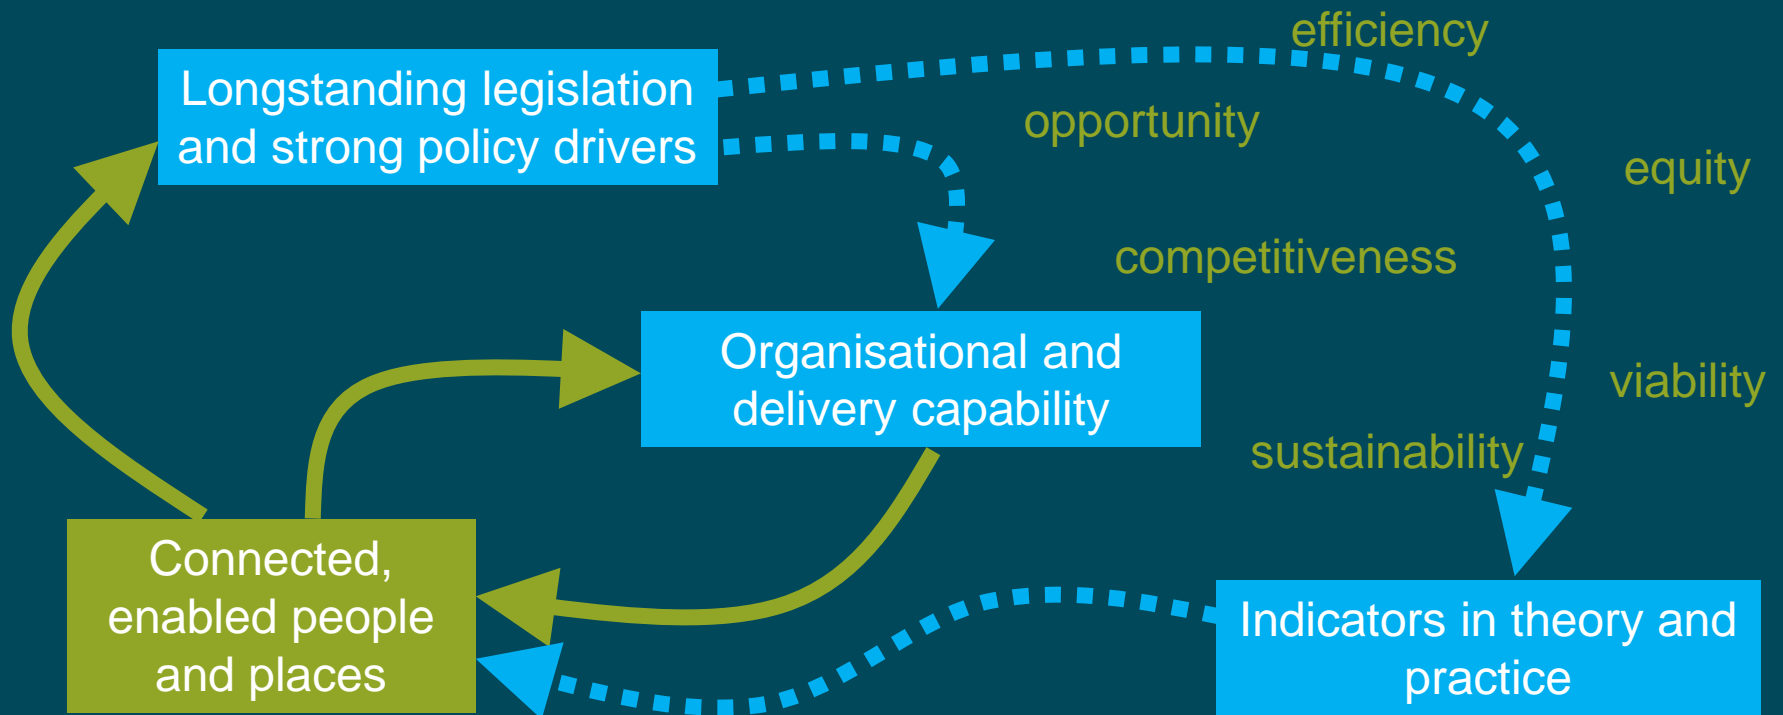 efficiency
Longstanding legislation
and strong policy drivers
opportunity
equity
competitiveness
Organisational and
delivery capability
viability
sustainability
Connected,
enabled people
and places
Indicators in theory and
practice